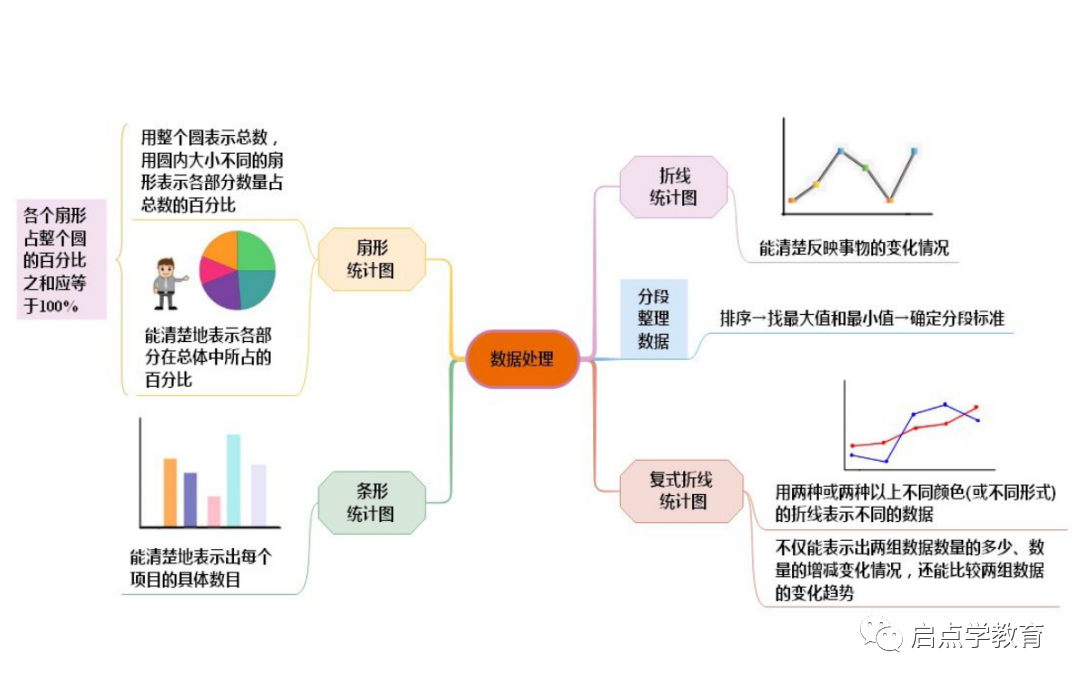 数据处理
用整个圆表示总数，
用圆内大小不同的扇
形表示各部分数量占
总数的百分比
各个扇形
占整个圆
的百分比
之和应等
于100%
扇形
统计图
能清楚地表示各部
分在总体中所占的
百分比
条形
统计图
能清楚地表示出每个
项目的具体数目
折线
统计图
能清楚反映事物的变化情况
分段
整理
数据
排序→找最大值和最小值→确定分段标准
复式折线
统计图
用两种或两种以上不同颜色(或不同形式)
的折线表示不同的数据
不仅能表示出两组数据数量的多少、数
量的增减变化情况，还能比较两组数据
的变化趋势
启点学教育